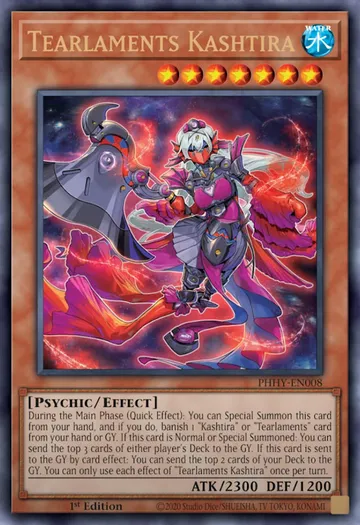 TEARLAMENTS KASHTIRA
WATER
水
PHHY-EN008
[PSYCHIC/EFFECT]
During the Main Phase (Quick Effect): You can Special Summon this card
from your hand, and if you do, banish 1 "Kashtira" or "Tearlaments" card
from your hand or GY. If this card is Normal or Special Summoned: You can
send the top 3 cards of either player's Deck to the GY. If this card is sent
to the GY by card effect: You can send the top 2 cards of your Deck to the
GY. You can only use each effect of "Tearlaments Kashtira" once per turn.
ATK/2300 DEF/1200
1st Edition
©2020 Studio Dice/SHUEISHA, TV TOKYO, KONAMI